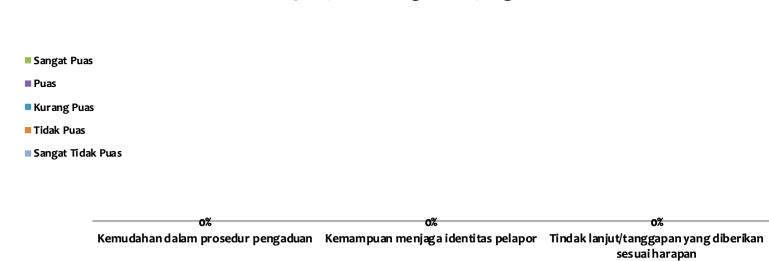 Sangat Puas
Puas
Kurang Puas
Tidak Puas
Sangat Tidak Puas
0% 0% 0%
Kemudahan dalam prosedur pengaduan Kemampuan menjaga identitas pelapor Tindak lanjut/tanggapan yang diberikan
sesuai harapan